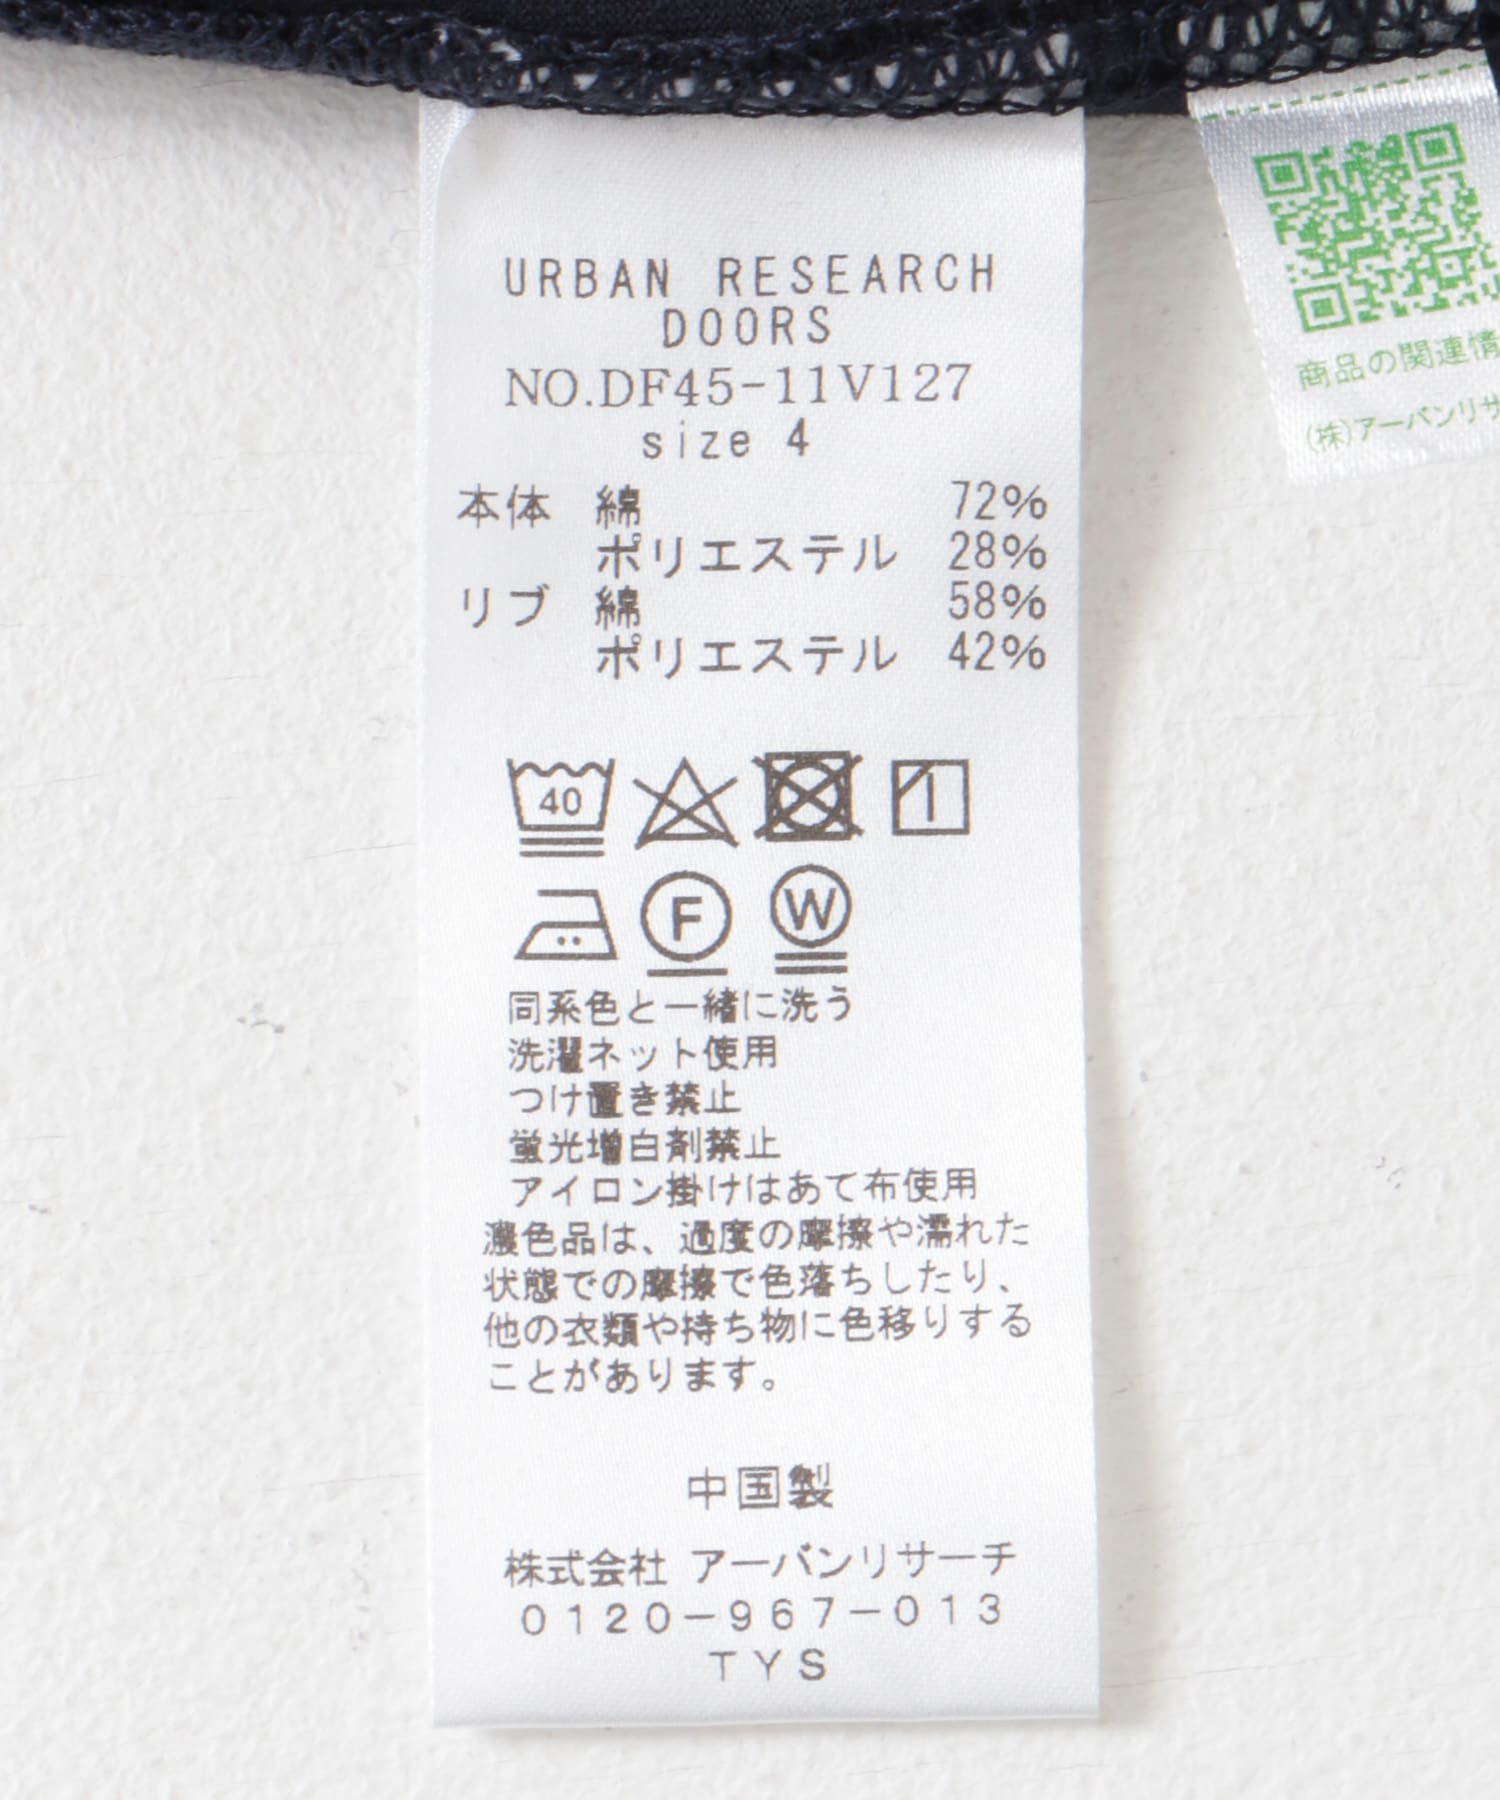 URBAN RESEARCH
DOORS
NO.DF45-11V127
size 4
本体 綿 72%
ポリエステル 28%
リブ 綿 58%
ポリエステル 42%
40
F
W
同系色と一緒に洗う
洗濯ネット使用
つけ置き禁止
蛍光増白剤禁止
アイロン掛けはあて布使用
濃色品は、過度の摩擦や濡れた
状態での摩擦で色落ちしたり、
他の衣類や持ち物に色移りする
ことがあります。
中国製
株式会社 アーバンリサーチ
0120-967-013
TYS
商品の関連情
(株)アーバンリサ